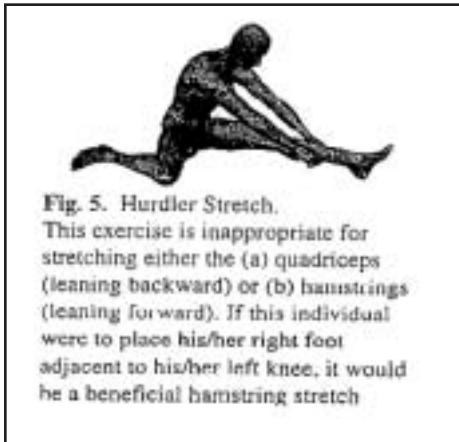 Fig. 5. Hurdler Stretch.
This exercise is inappropriate for
stretching either the (a) quadriceps
(leaning backward) or (b) hamstrings
(leaning forward). If this individual
were to place his/her right foot
adjacent to his/her left knee, it would
be a beneficial hamstring stretch